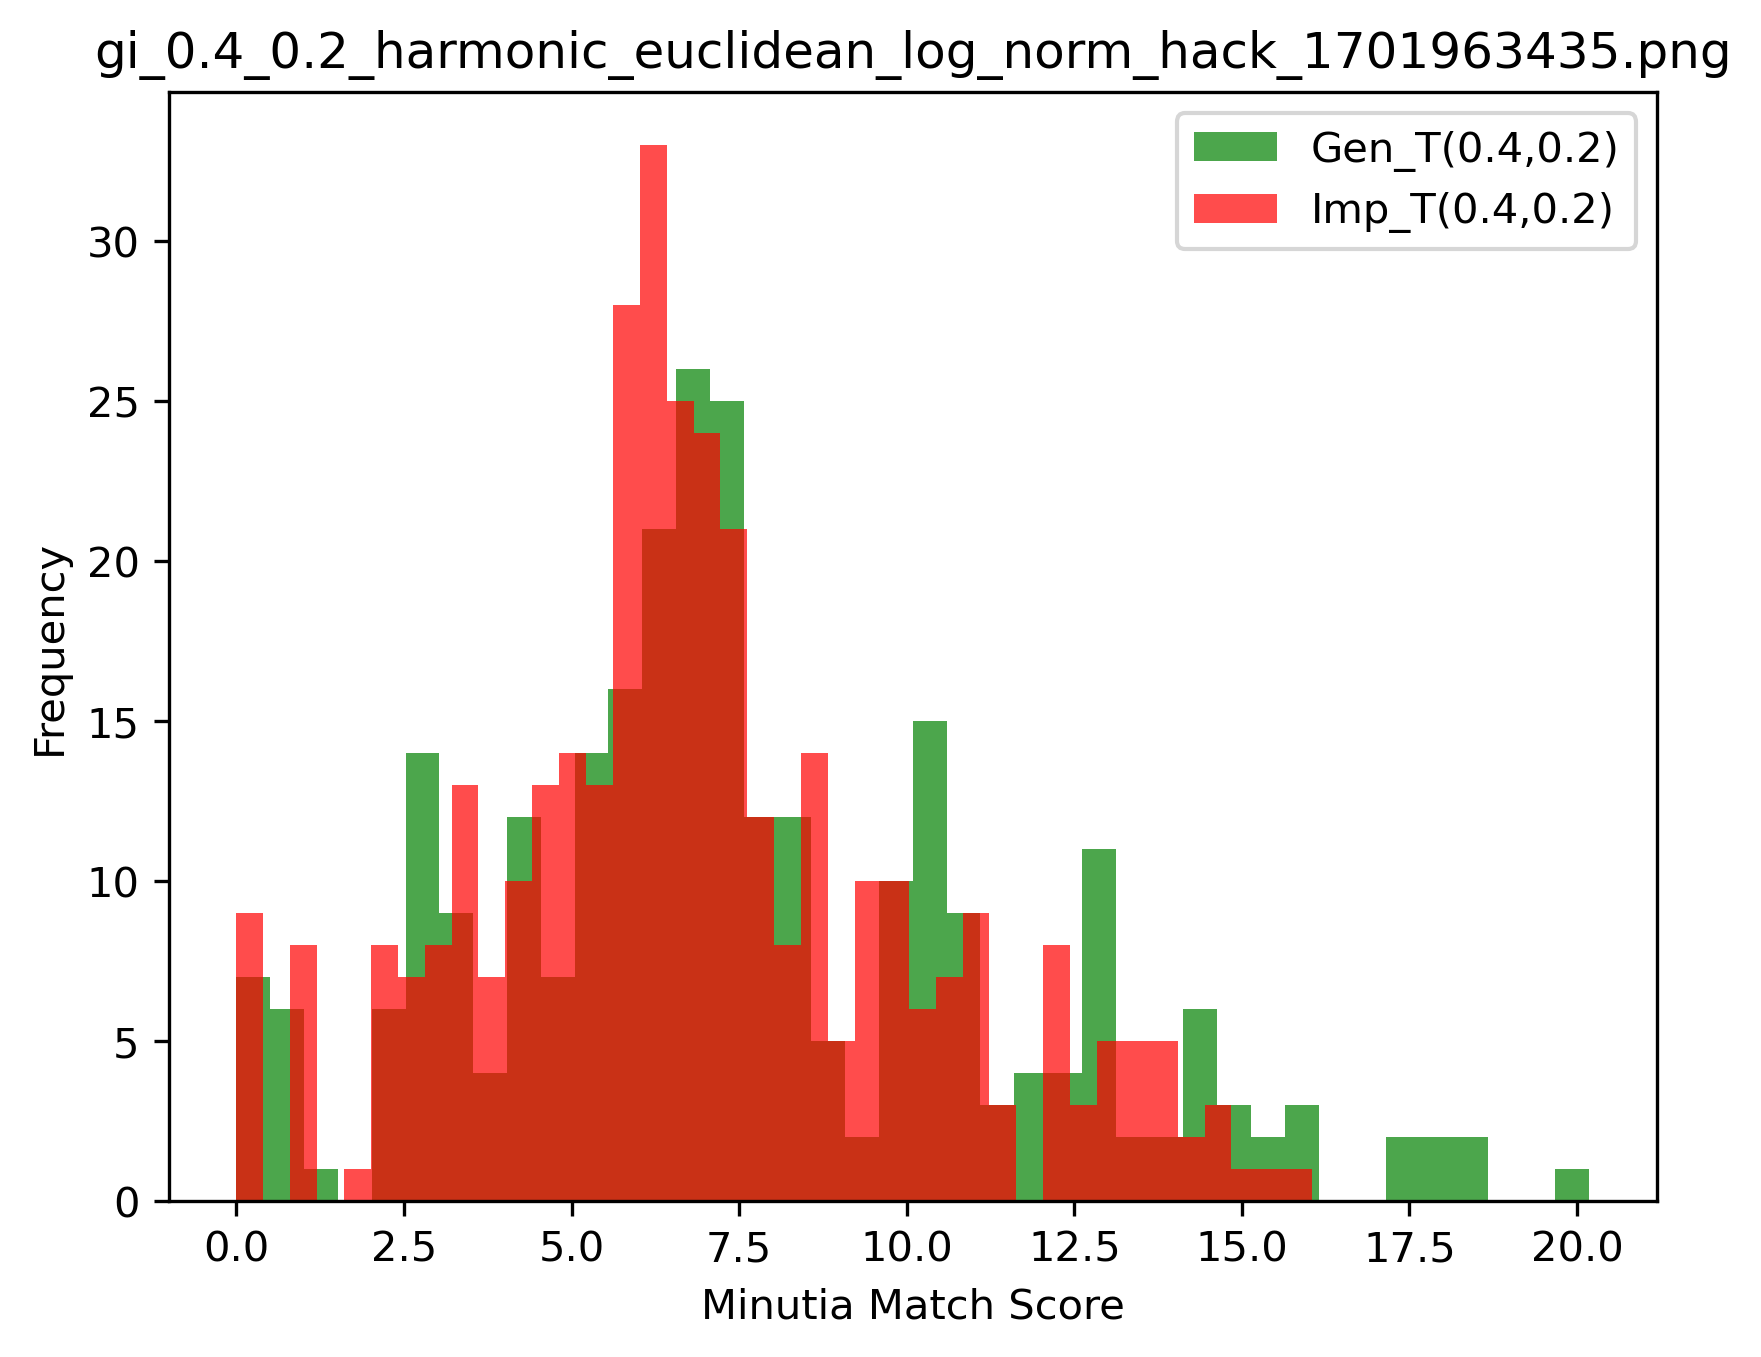 gi_0.4_0.2_harmonic_euclidean_log_norm_hack_1701963435.png
Gen_T(0.4,0.2)
Imp_T(0.4,0.2)
Frequency
30
25
20
15
10
5
0
0.0 2.5 5.0 7.5 10.0 12.5 15.0 17.5 20.0
Minutia Match Score